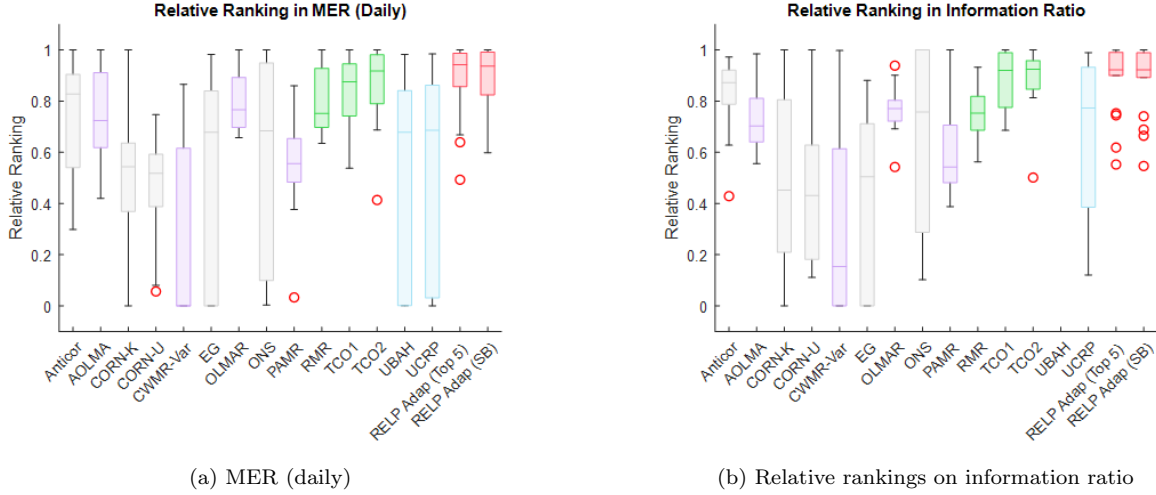 Relative Ranking in MER (Daily)
Relative Ranking
1
0.8
0.6
0.4
0.2
0
Anticor
AOLMA
CORN-K
CORN-U
CWMR-Var
EG
OLMAR
ONS
PAMR
RMR
TCO1
TCO2
UBAH
UCRP
RELP Adap (Top 5)
RELP Adap (SB)
(a) MER (daily)
Relative Ranking in Information Ratio
Relative Ranking
1
0.8
0.6
0.4
0.2
0
Anticor
AOLMA
CORN-K
CORN-U
CWMR-Var
EG
OLMAR
ONS
PAMR
RMR
TCO1
TCO2
UBAH
UCRP
RELP Adap (Top 5)
RELP Adap (SB)
(b) Relative rankings on information ratio